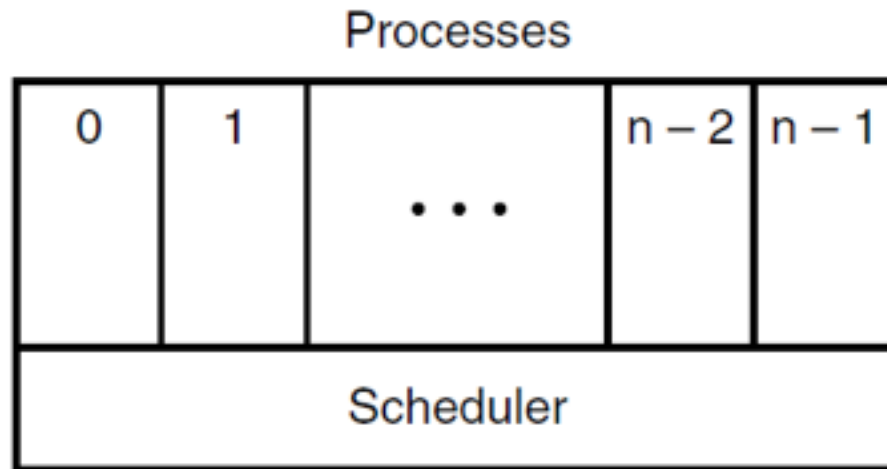 Processes
0 1 • • • n – 2 n – 1
Scheduler